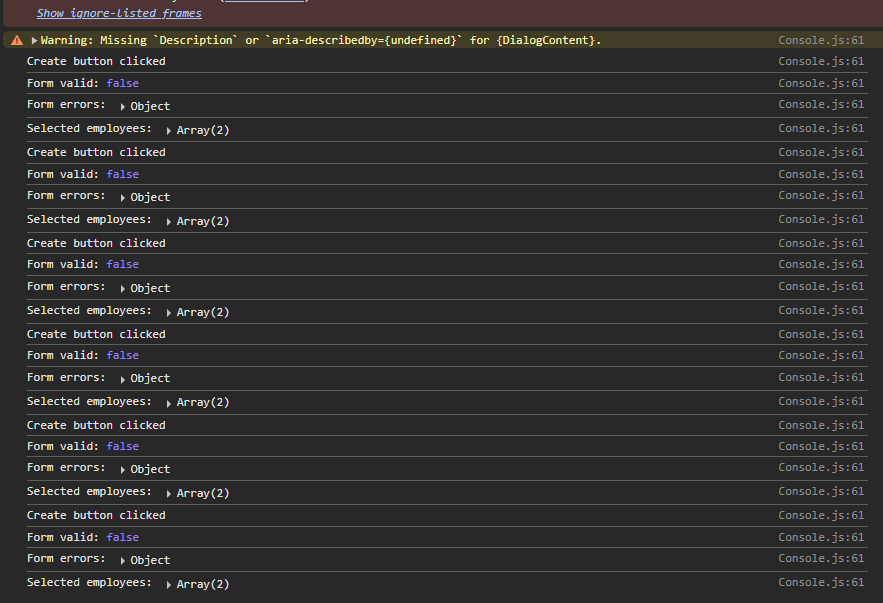 Show ignore-listed frames
Warning: Missing `Description` or `aria-describedby={undefined}` for {DialogContent}. Console.js:61
Create button clicked Console.js:61
Form valid: false Console.js:61
Form errors: Object Console.js:61
Selected employees: Array(2) Console.js:61
Create button clicked Console.js:61
Form valid: false Console.js:61
Form errors: Object Console.js:61
Selected employees: Array(2) Console.js:61
Create button clicked Console.js:61
Form valid: false Console.js:61
Form errors: Object Console.js:61
Selected employees: Array(2) Console.js:61
Create button clicked Console.js:61
Form valid: false Console.js:61
Form errors: Object Console.js:61
Selected employees: Array(2) Console.js:61
Create button clicked Console.js:61
Form valid: false Console.js:61
Form errors: Object Console.js:61
Selected employees: Array(2) Console.js:61
Create button clicked Console.js:61
Form valid: false Console.js:61
Form errors: Object Console.js:61
Selected employees: Array(2) Console.js:61